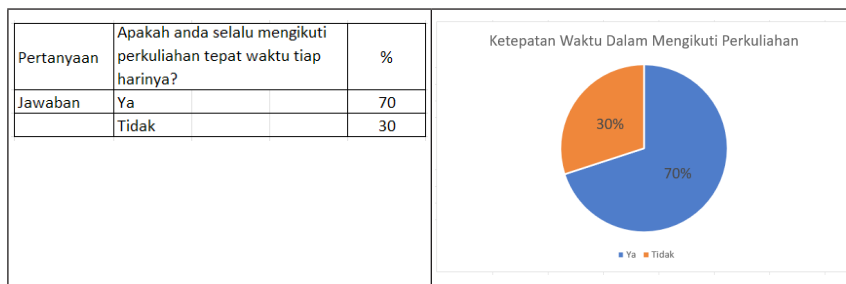 Pertanyaan
Apakah anda selalu mengikuti
perkuliahan tepat waktu tiap
harinya?
%
Jawaban Ya 70
Tidak 30
Ketepatan Waktu Dalam Mengikuti Perkuliahan
30%
70%
Ya Tidak